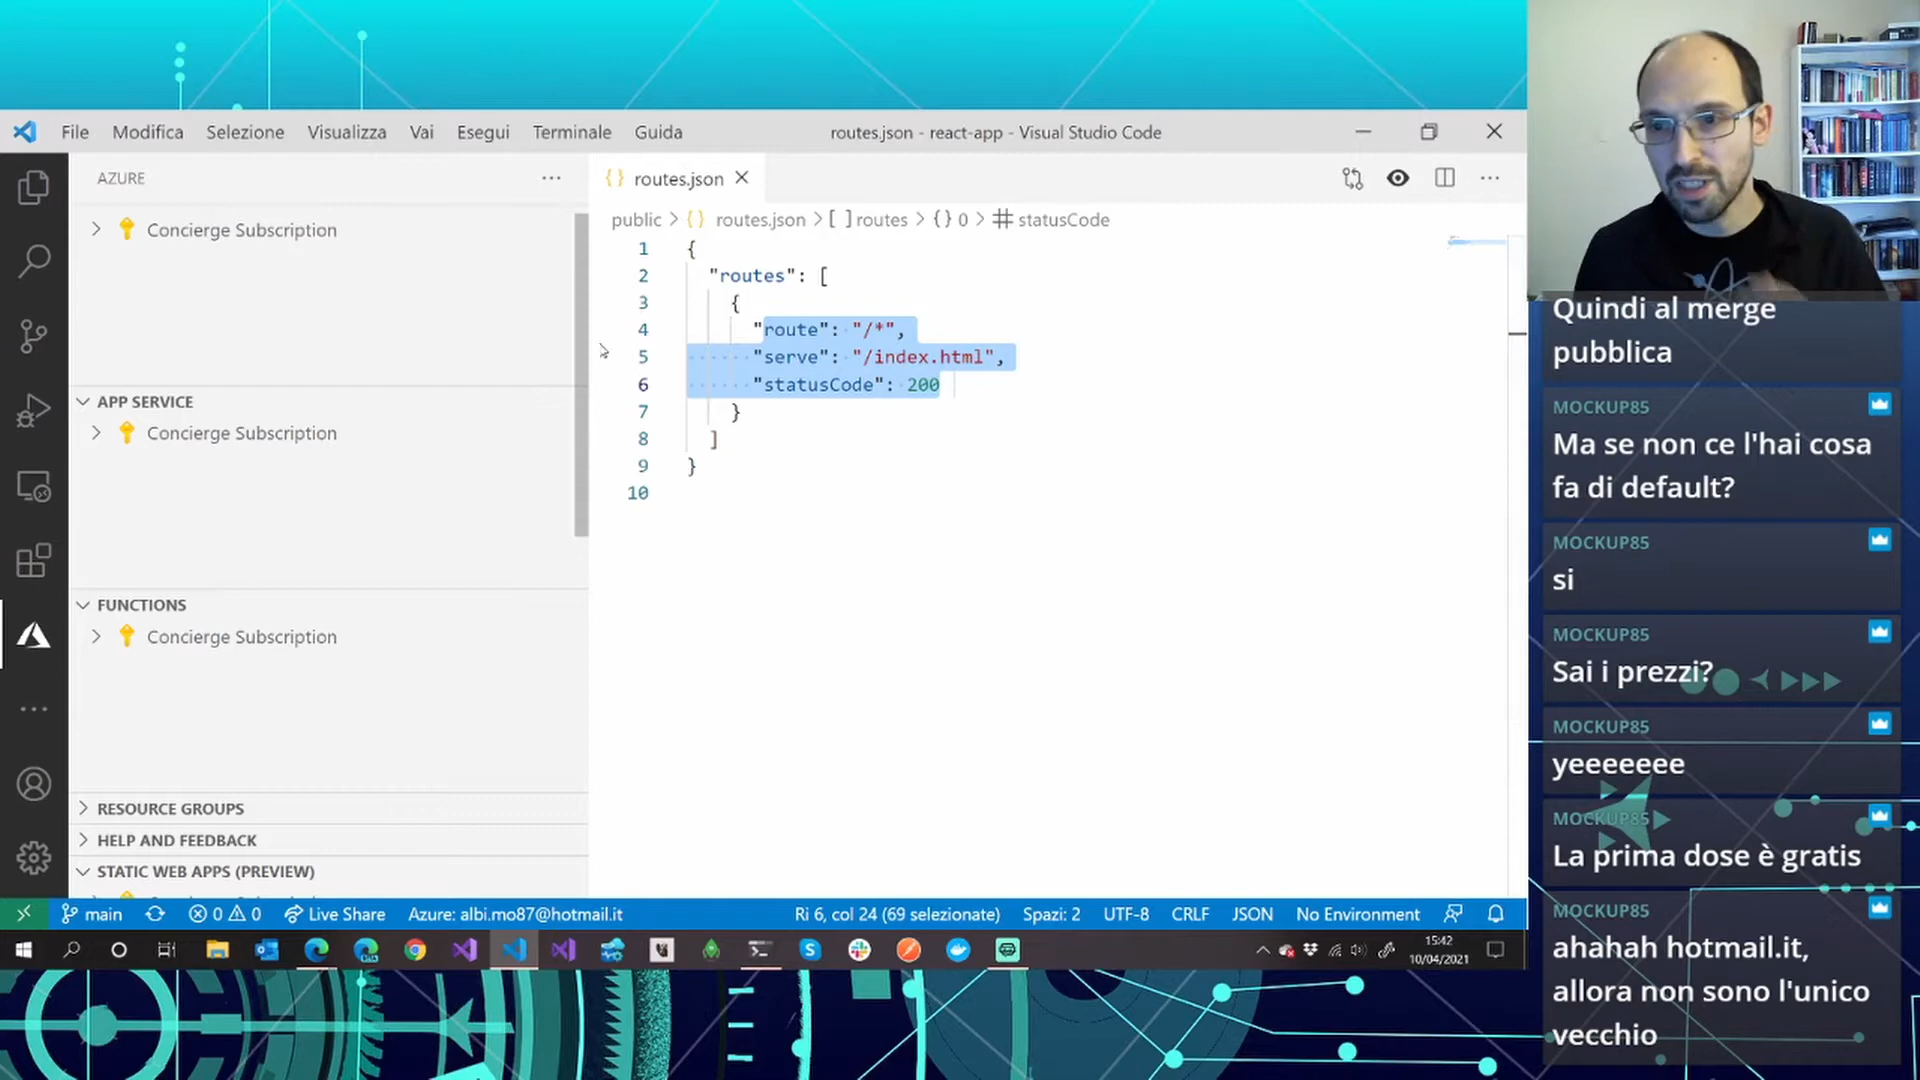 File Modifica Selezione Visualizza Vai Esegui Terminale Guida
routes.json - react-app - Visual Studio Code
AZURE
Concierge Subscription
APP SERVICE
Concierge Subscription
FUNCTIONS
Concierge Subscription
RESOURCE GROUPS
HELP AND FEEDBACK
STATIC WEB APPS (PREVIEW)
{} routes.json
public > {} routes.json > [ ] routes > {} 0 > # statusCode
1 {
2 "routes": [
3 {
4 "route": "/*",
5 "serve": "/index.html",
6 "statusCode": 200
7 }
8 ]
9 }
10
main 0 0 Live Share Azure: albi.mo87@hotmail.it Ri 6, col 24 (69 selezionate) Spazi: 2 UTF-8 CRLF JSON No Environment
15:42
10/04/2021
Quindi al merge
pubblica
MOCKUP85
Ma se non ce l'hai cosa
fa di default?
MOCKUP85
si
MOCKUP85
Sai i prezzi?
MOCKUP85
yeeeeeee
MOCKUP85
La prima dose è gratis
MOCKUP85
ahahah hotmail.it,
allora non sono l'unico
vecchio